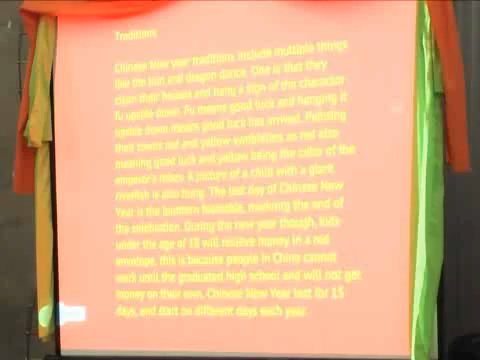 Traditions
Chinese New year traditions include multiple things
like the lion and dragon dance. One is that they
clean their houses and hang a sign of the character
fu upside down. Fu means good luck and hanging it
upside down means good luck has arrived. Painting
their towns red and yellow symbolizes as red also
meaning good luck and yellow being the color of the
emperor's robes. A picture of a child with a giant
is also hung. The last day of Chinese New
Year is the lantern festable, marking the end of
the celebration. During the new year though, kids
under the age of 18 will receive money in a red
envelope, this is because people in China cannot
work until the graduated high school and will not get
money on their own. Chinese New Year last for 15
days, and start on different days each year.